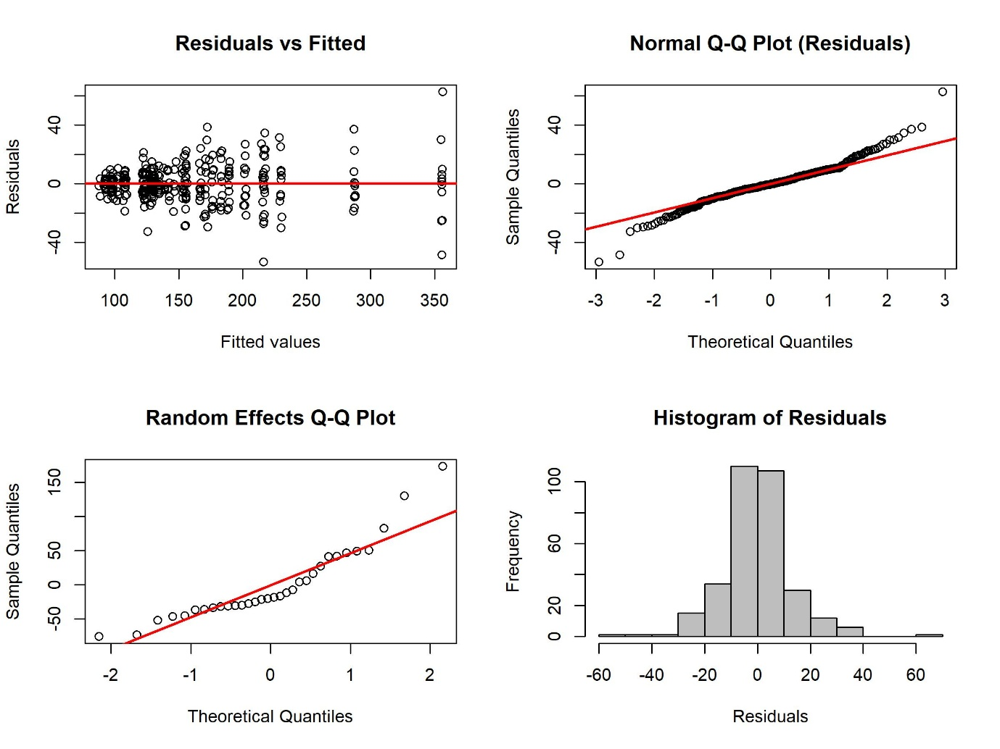 Residuals vs Fitted
Residuals
40
0
-40
100 150 200 250 300 350
Fitted values
Normal Q-Q Plot (Residuals)
Sample Quantiles
40
0
-40
-3 -2 -1 0 1 2 3
Theoretical Quantiles
Random Effects Q-Q Plot
Sample Quantiles
150
50
0
-50
-2 -1 0 1 2
Theoretical Quantiles
Histogram of Residuals
Frequency
100
60
20
0
-60 -40 -20 0 20 40 60
Residuals